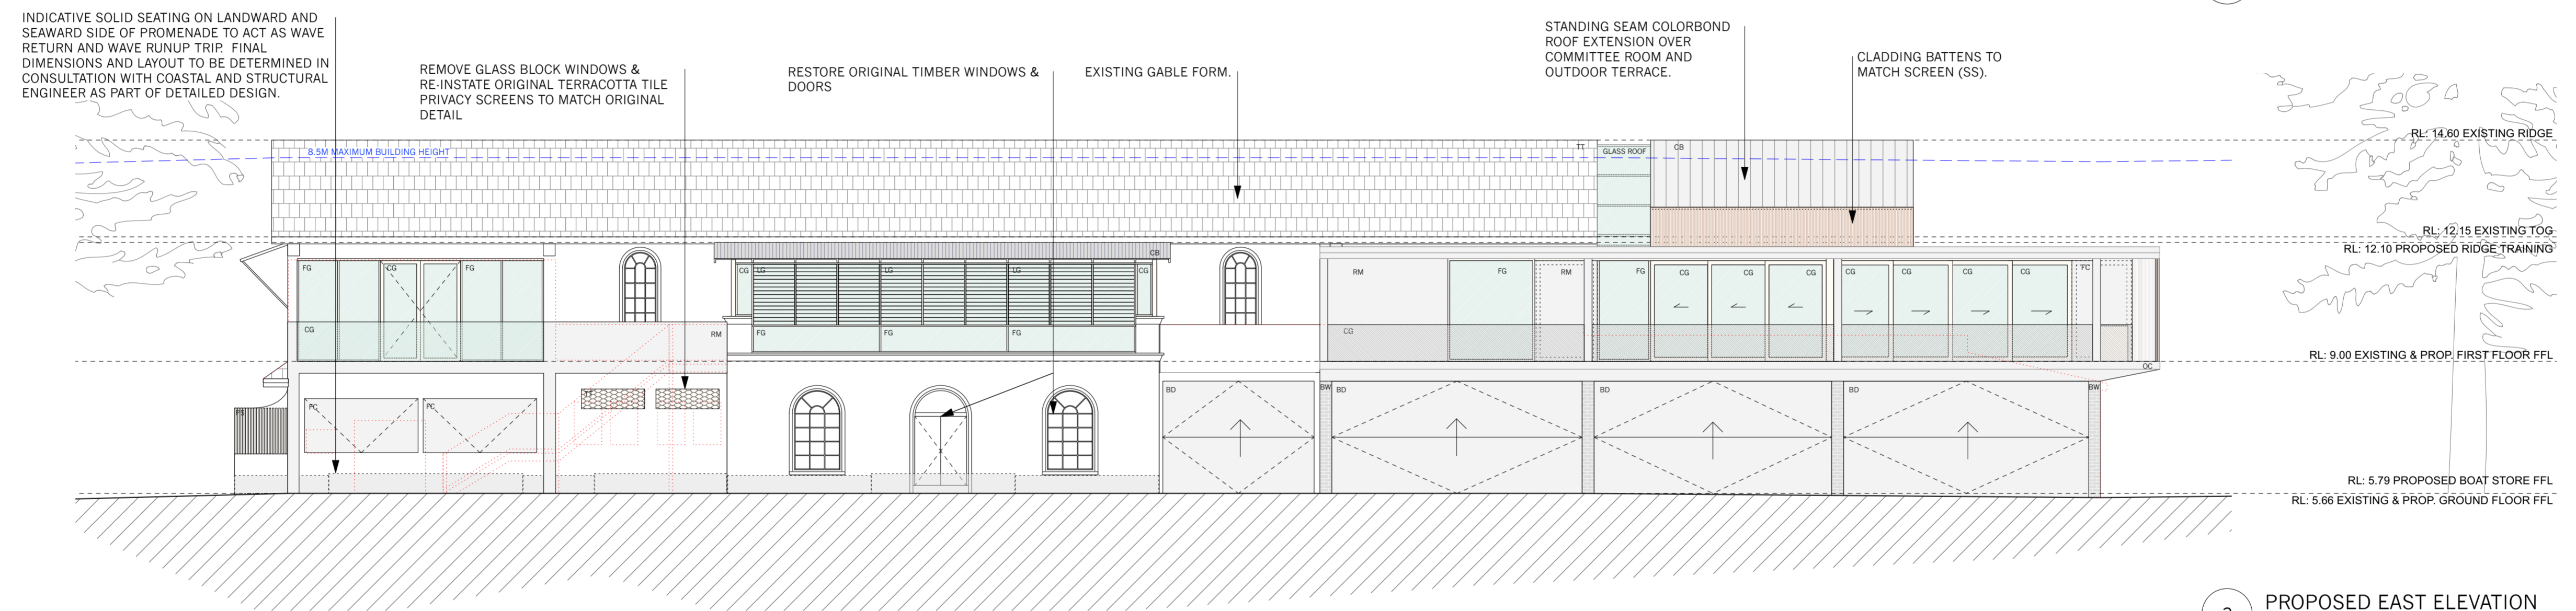 INDICATIVE SOLID SEATING ON LANDWARD AND
SEAWARD SIDE OF PROMENADE TO ACT AS WAVE
RETURN AND WAVE RUNUP TRIP. FINAL
DIMENSIONS AND LAYOUT TO BE DETERMINED IN
CONSULTATION WITH COASTAL AND STRUCTURAL
ENGINEER AS PART OF DETAILED DESIGN.
REMOVE GLASS BLOCK WINDOWS &
RE-INSTATE ORIGINAL TERRACOTTA TILE
PRIVACY SCREENS TO MATCH ORIGINAL
DETAIL
RESTORE ORIGINAL TIMBER WINDOWS &
DOORS
EXISTING GABLE FORM.
STANDING SEAM COLORBOND
ROOF EXTENSION OVER
COMMITTEE ROOM AND
OUTDOOR TERRACE.
CLADDING BATTENS TO
MATCH SCREEN (SS).
8.5M MAXIMUM BUILDING HEIGHT
TT
GLASS ROOF
CB
RL: 14.60 EXISTING RIDGE
RL: 12.15 EXISTING TOG
RL: 12.10 PROPOSED RIDGE TRAINING
CB
FG CG FG
CG LG LG LG CG
RM FG RM FG CG CG CG CG CG CG CG FC
CG
RM
FG FG FG
CG
RL: 9.00 EXISTING & PROP. FIRST FLOOR FFL
OC
BD BW BD BD BD BW
PS
FC FC
RL: 5.79 PROPOSED BOAT STORE FFL
RL: 5.66 EXISTING & PROP. GROUND FLOOR FFL
PROPOSED EAST ELEVATION